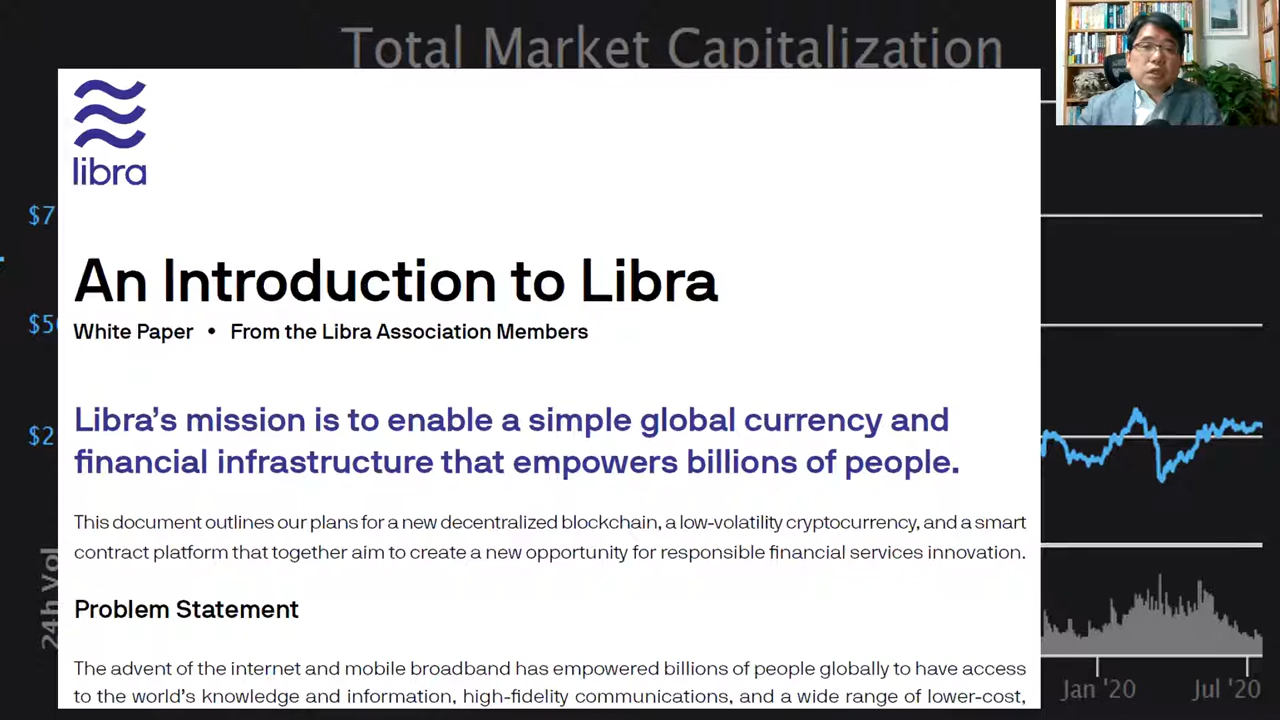 Total Market Capitalization
libra
$7
An Introduction to Libra
White Paper • From the Libra Association Members
$5
Libra's mission is to enable a simple global currency and
$2
financial infrastructure that empowers billions of people.
This document outlines our plans for a new decentralized blockchain, a low-volatility cryptocurrency, and a smart
contract platform that together aim to create a new opportunity for responsible financial services innovation.
24h Vol
Problem Statement
The advent of the internet and mobile broadband has empowered billions of people globally to have access
to the world's knowledge and information, high-fidelity communications, and a wide range of lower-cost,
Jan '20
Jul '20